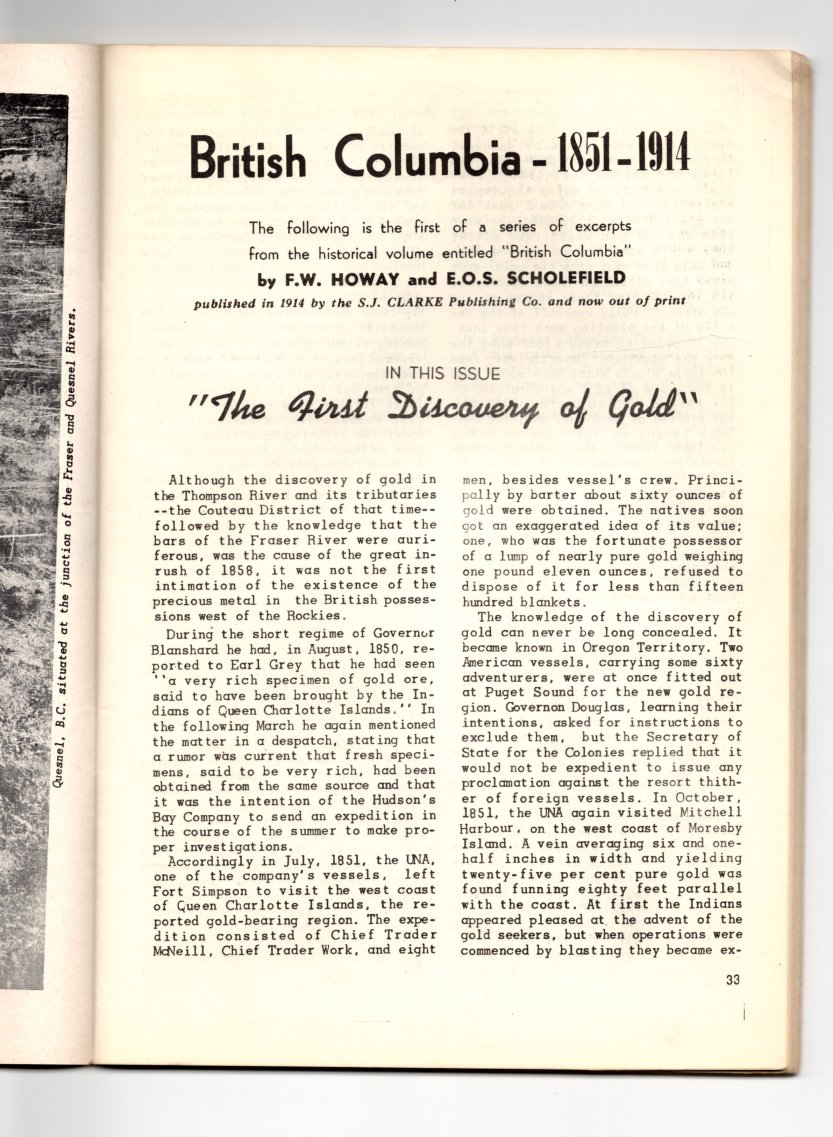 Quesnel, B.C. situated at the junction of the Fraser and Quesnel Rivers.
British Columbia - 1851-1914
The following is the first of a series of excerpts
from the historical volume entitled "British Columbia"
by F.W. HOWAY and E.O.S. SCHOLEFIELD
published in 1914 by the S.J. CLARKE Publishing Co. and now out of print
IN THIS ISSUE
"The First Discovery of Gold"
Although the discovery of gold in
the Thompson River and its tributaries
--the Couteau District of that time--
followed by the knowledge that the
bars of the Fraser River were auri-
ferous, was the cause of the great in-
rush of 1858, it was not the first
intimation of the existence of the
precious metal in the British posses-
sions west of the Rockies.
During the short regime of Governor
Blanshard he had, in August, 1850, re-
ported to Earl Grey that he had seen
''a very rich specimen of gold ore,
said to have been brought by the In-
dians of Queen Charlotte Islands.'' In
the following March he again mentioned
the matter in a despatch, stating that
a rumor was current that fresh speci-
mens, said to be very rich, had been
obtained from the same source and that
it was the intention of the Hudson's
Bay Company to send an expedition in
the course of the summer to make pro-
per investigations.
Accordingly in July, 1851, the UNA,
one of the company's vessels, left
Fort Simpson to visit the west coast
of Queen Charlotte Islands, the re-
ported gold-bearing region. The expe-
dition consisted of Chief Trader
McNeill, Chief Trader Work, and eight
men, besides vessel's crew. Princi-
pally by barter about sixty ounces of
gold were obtained. The natives soon
got an exaggerated idea of its value;
one, who was the fortunate possessor
of a lump of nearly pure gold weighing
one pound eleven ounces, refused to
dispose of it for less than fifteen
hundred blankets.
The knowledge of the discovery of
gold can never be long concealed. It
became known in Oregon Territory. Two
American vessels, carrying some sixty
adventurers, were at once fitted out
at Puget Sound for the new gold re-
gion. Governor Douglas, learning their
intentions, asked for instructions to
exclude them, but the Secretary of
State for the Colonies replied that it
would not be expedient to issue any
proclamation against the resort thith-
er of foreign vessels. In October,
1851, the UNA again visited Mitchell
Harbour, on the west coast of Moresby
Island. A vein averaging six and one-
half inches in width and yielding
twenty-five per cent pure gold was
found funning eighty feet parallel
with the coast. At first the Indians
appeared pleased at the advent of the
gold seekers, but when operations were
commenced by blasting they became ex-
33